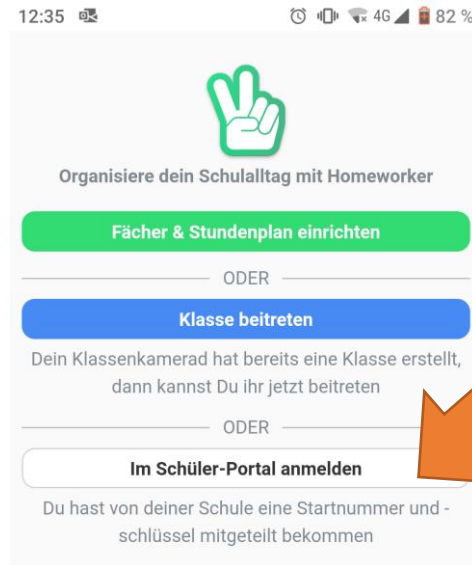 12:35 4G 82 %
Organisiere dein Schulalltag mit Homeworker
Fächer & Stundenplan einrichten
ODER
Klasse beitreten
Dein Klassenkamerad hat bereits eine Klasse erstellt,
dann kannst Du ihr jetzt beitreten
ODER
Im Schüler-Portal anmelden
Du hast von deiner Schule eine Startnummer und -
schlüssel mitgeteilt bekommen